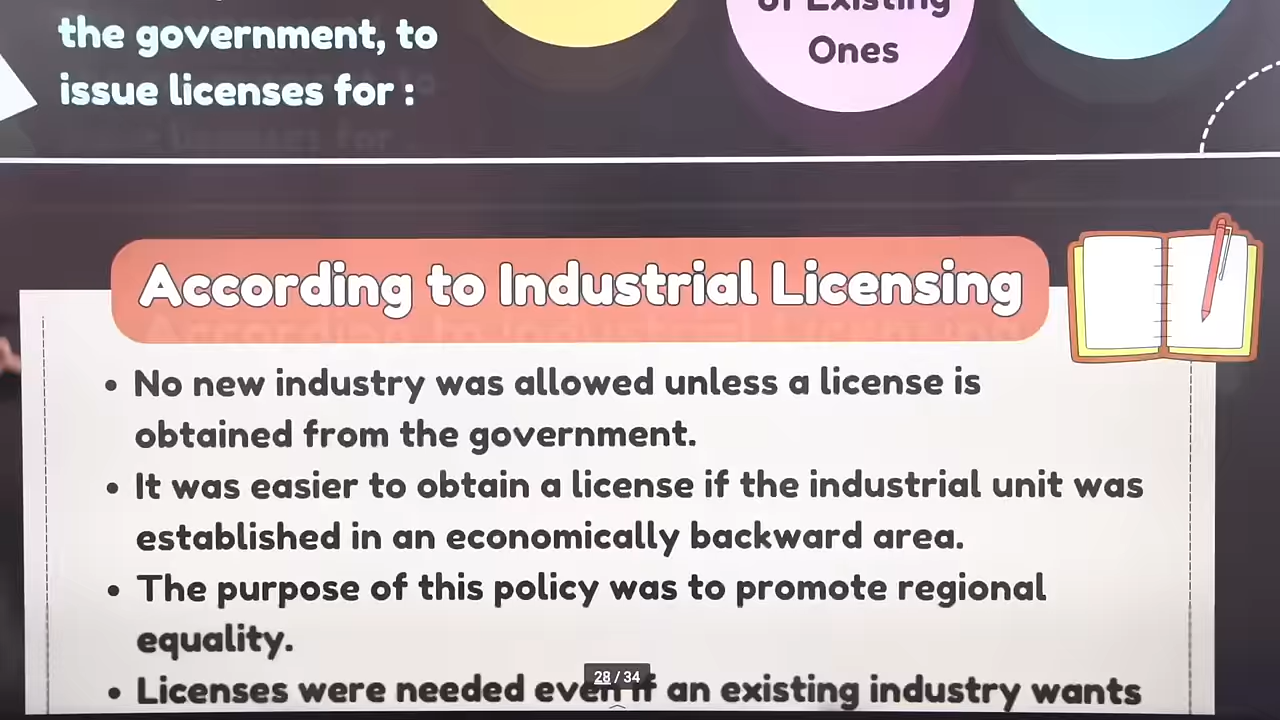 the government, to
issue licenses for :
of Existing
Ones
According to Industrial Licensing
• No new industry was allowed unless a license is
obtained from the government.
• It was easier to obtain a license if the industrial unit was
established in an economically backward area.
• The purpose of this policy was to promote regional
equality.
• Licenses were needed even if an existing industry wants
28 / 34